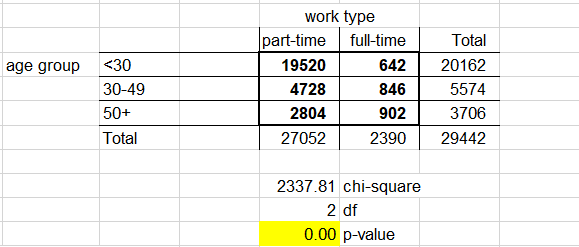 work type
part-time full-time Total
age group <30 19520 642 20162
30-49 4728 846 5574
50+ 2804 902 3706
Total 27052 2390 29442
2337.81 chi-square
2 df
0.00 p-value